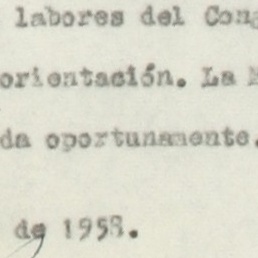 labores del Cong
orientación. La M
da oportunamente.
de 1958.